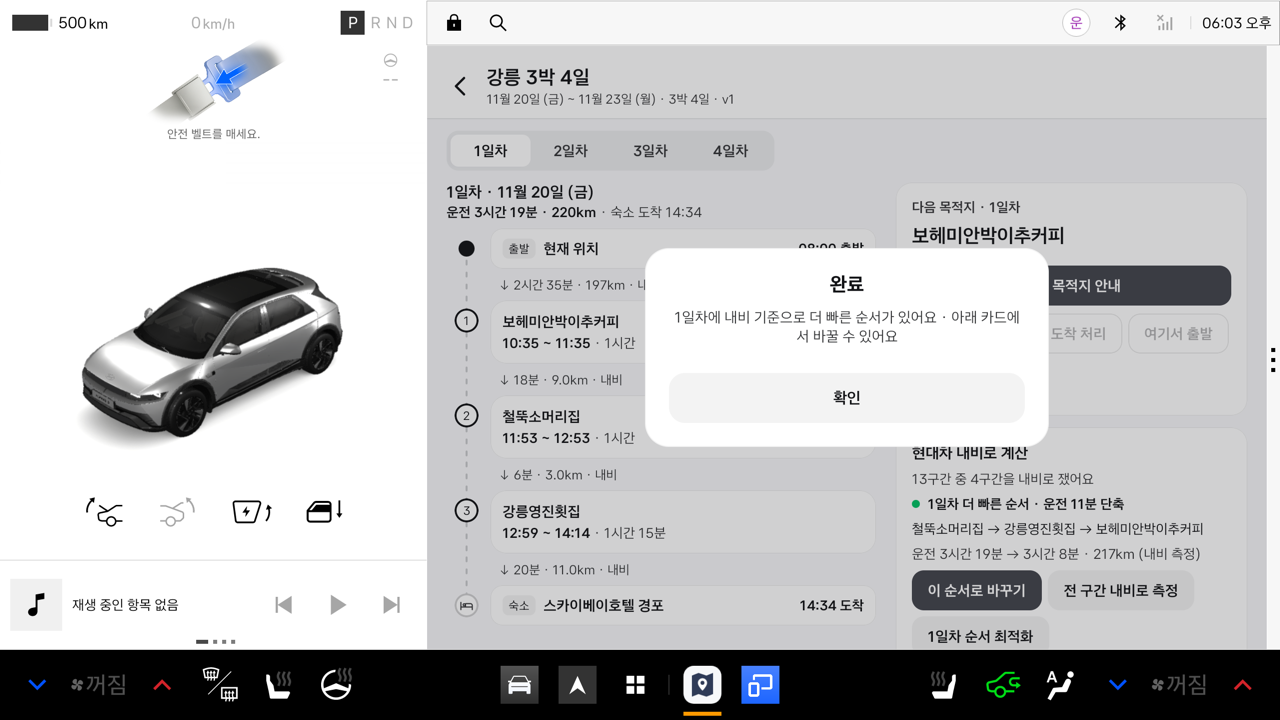 500 km
0 km/h
P R N D
운
06:03 오후
--
안전 벨트를 매세요.
강릉 3박 4일
11월 20일 (금) ~ 11월 23일 (월) · 3박 4일 · v1
1일차
2일차
3일차
4일차
1일차 · 11월 20일 (금)
운전 3시간 19분 · 220km · 숙소 도착 14:34
출발 현재 위치 08:00 출발
↓ 2시간 35분 · 197km ·
1 보헤미안박이추커피
10:35 ~ 11:35 · 1시간
↓ 18분 · 9.0km · 내비
2 철뚝소머리집
11:53 ~ 12:53 · 1시간
↓ 6분 · 3.0km · 내비
3 강릉영진횟집
12:59 ~ 14:14 · 1시간 15분
↓ 20분 · 11.0km · 내비
숙소 스카이베이호텔 경포 14:34 도착
다음 목적지 · 1일차
보헤미안박이추커피
목적지 안내
도착 처리
여기서 출발
완료
1일차에 내비 기준으로 더 빠른 순서가 있어요 · 아래 카드에
서 바꿀 수 있어요
확인
현대차 내비로 계산
13구간 중 4구간을 내비로 쟀어요
1일차 더 빠른 순서 · 운전 11분 단축
철뚝소머리집 → 강릉영진횟집 → 보헤미안박이추커피
운전 3시간 19분 → 3시간 8분 · 217km (내비 측정)
이 순서로 바꾸기
전 구간 내비로 측정
1일차 순서 최적화
재생 중인 항목 없음
꺼짐
A
꺼짐